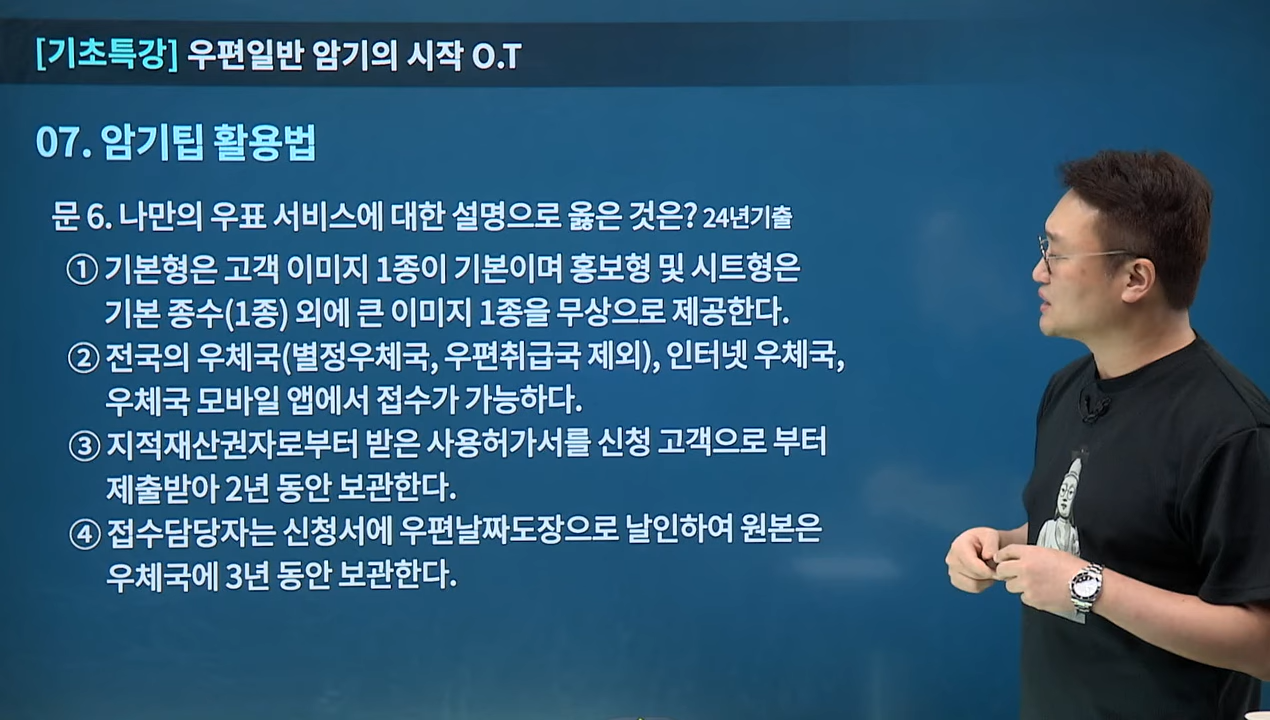 [기초특강] 우편일반 암기의 시작 O.T
07. 암기팁 활용법
문 6. 나만의 우표 서비스에 대한 설명으로 옳은 것은? 24년기출
① 기본형은 고객 이미지 1종이 기본이며 홍보형 및 시트형은
기본 종수(1종) 외에 큰 이미지 1종을 무상으로 제공한다.
② 전국의 우체국(별정우체국, 우편취급국 제외), 인터넷 우체국,
우체국 모바일 앱에서 접수가 가능하다.
③ 지적재산권자로부터 받은 사용허가서를 신청 고객으로 부터
제출받아 2년 동안 보관한다.
④ 접수담당자는 신청서에 우편날짜도장으로 날인하여 원본은
우체국에 3년 동안 보관한다.